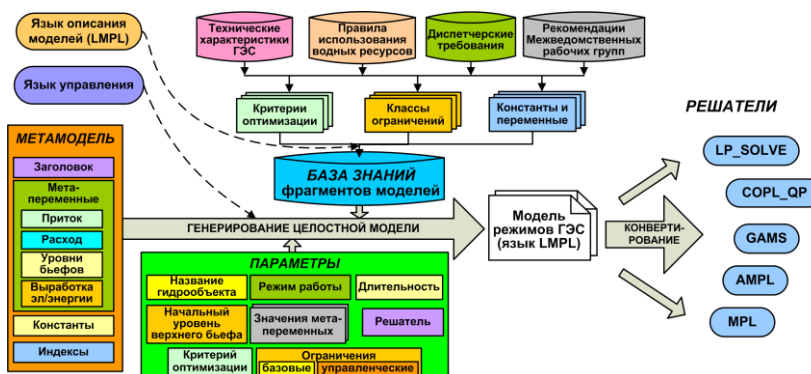 Язык описания
моделей (LMPL)
Язык управления
Технические
характеристики
ГЭС
Правила
использования
водных ресурсов
Диспетчерские
требования
Рекомендации
Межведомственных
рабочих групп
Критерии
оптимизации
Классы
ограничений
Константы и
переменные
БАЗА ЗНАНИЙ
фрагментов моделей
МЕТАМОДЕЛЬ
Заголовок
Мета-
переменные
Приток
Расход
Уровни
бьефов
Выработка
эл/энергии
Константы
Индексы
ГЕНЕРИРОВАНИЕ ЦЕЛОСТНОЙ МОДЕЛИ
ПАРАМЕТРЫ
Название
гидрообъекта
Режим работы
Длительность
Начальный
уровень
верхнего бьефа
Значения мета-
переменных
Решатель
Критерий
оптимизации
Ограничения
базовые
управленческие
Модель
режимов ГЭС
(язык LMPL)
КОНВЕРТИ-
РОВАНИЕ
РЕШАТЕЛИ
LP_SOLVE
COPL_QP
GAMS
AMPL
MPL